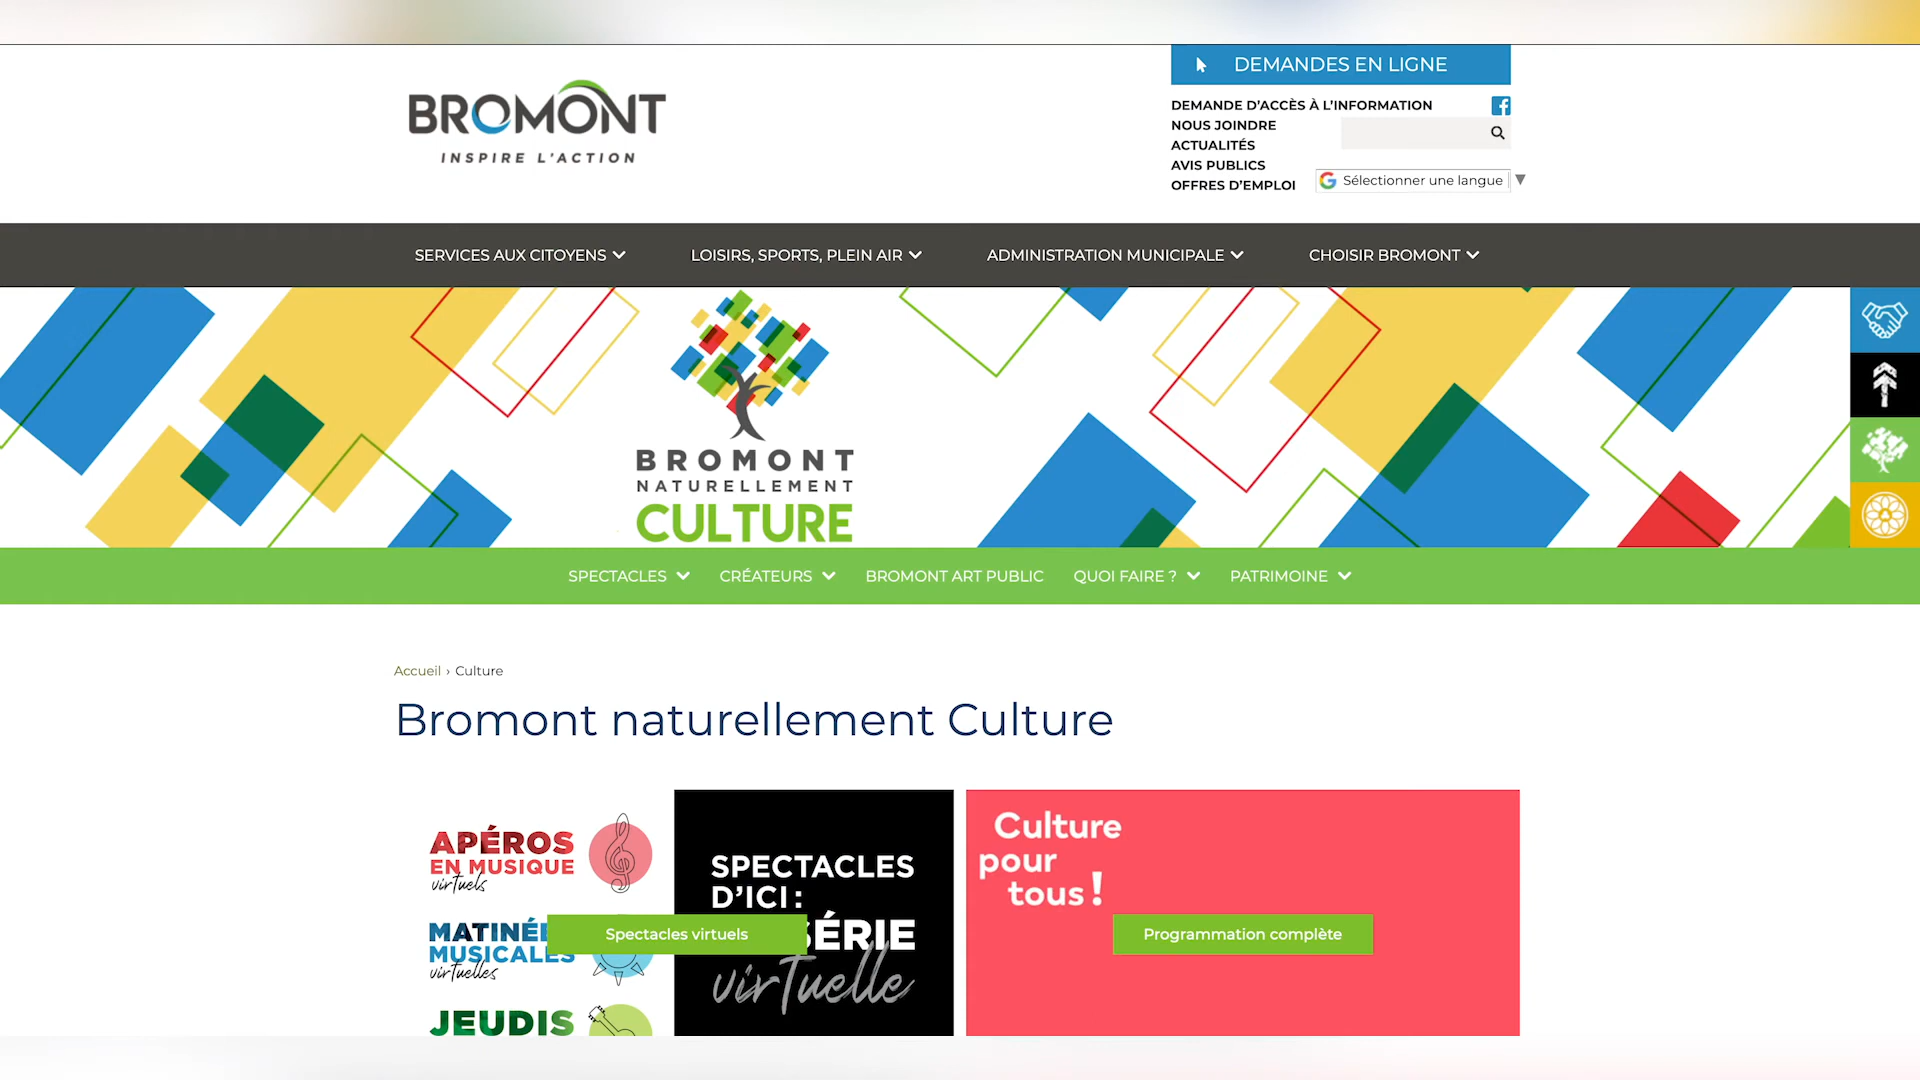 BROMONT
INSPIRE L'ACTION
DEMANDES EN LIGNE
DEMANDE D'ACCÈS À L'INFORMATION
NOUS JOINDRE
ACTUALITÉS
AVIS PUBLICS
OFFRES D'EMPLOI
Sélectionner une langue
SERVICES AUX CITOYENS
LOISIRS, SPORTS, PLEIN AIR
ADMINISTRATION MUNICIPALE
CHOISIR BROMONT
BROMONT
NATURELLEMENT
CULTURE
SPECTACLES
CRÉATEURS
BROMONT ART PUBLIC
QUOI FAIRE ?
PATRIMOINE
Accueil › Culture
Bromont naturellement Culture
APÉROS
EN MUSIQUE
virtuels
MATINÉE
MUSICALES
virtuelles
JEUDIS
Spectacles virtuels
SPECTACLES
D'ICI :
SÉRIE
virtuelle
Culture
pour
tous !
Programmation complète